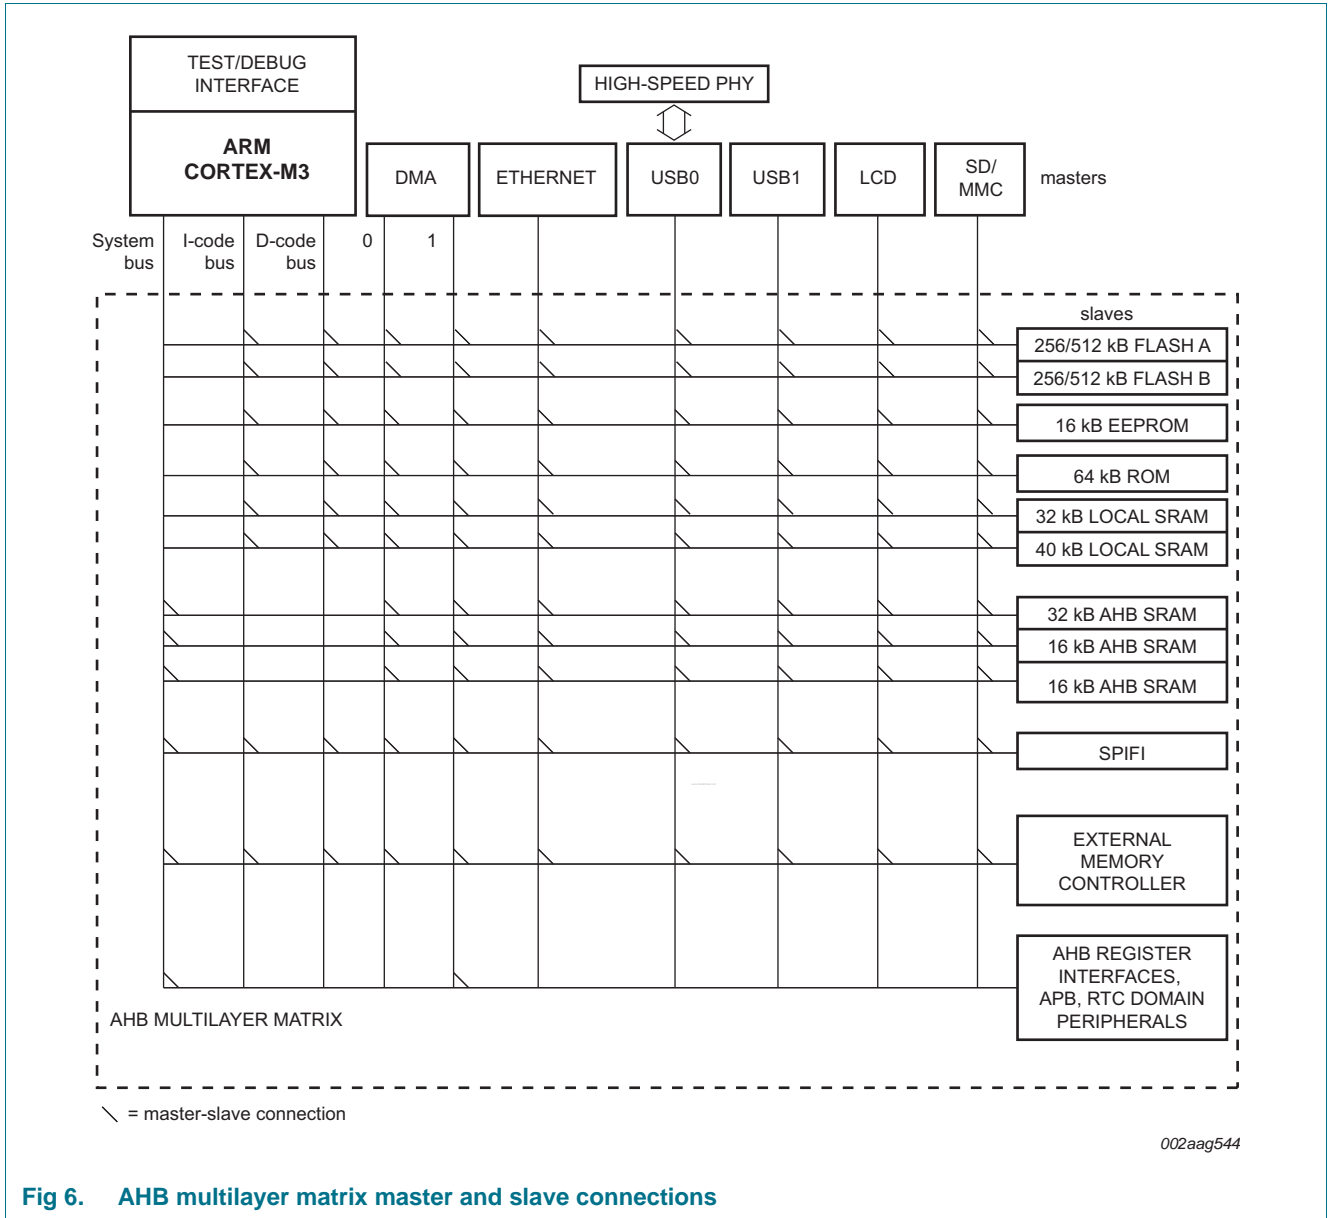 TEST/DEBUG
INTERFACE
ARM
CORTEX-M3
HIGH-SPEED PHY
DMA
ETHERNET
USB0
USB1
LCD
SD/
MMC
masters
System
bus
I-code
bus
D-code
bus
0
1
slaves
256/512 kB FLASH A
256/512 kB FLASH B
16 kB EEPROM
64 kB ROM
32 kB LOCAL SRAM
40 kB LOCAL SRAM
32 kB AHB SRAM
16 kB AHB SRAM
16 kB AHB SRAM
SPIFI
EXTERNAL
MEMORY
CONTROLLER
AHB REGISTER
INTERFACES,
APB, RTC DOMAIN
PERIPHERALS
AHB MULTILAYER MATRIX
= master-slave connection
002aag544
Fig 6. AHB multilayer matrix master and slave connections